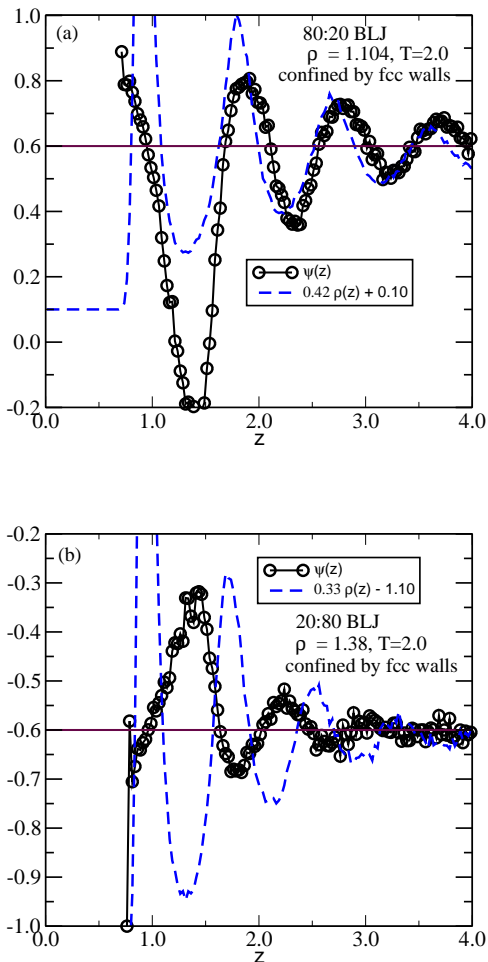 (a)
80:20 BLJ
ρ = 1.104, T=2.0
confined by fcc walls
1.0
0.8
0.6
0.4
0.2
0.0
-0.2
ψ(z)
0.42 ρ(z) + 0.10
0.0 1.0 2.0 3.0 4.0
z
(b)
-0.2
-0.3
-0.4
-0.5
-0.6
-0.7
-0.8
-0.9
-1.0
ψ(z)
0.33 ρ(z) - 1.10
20:80 BLJ
ρ = 1.38, T=2.0
confined by fcc walls
0.0 1.0 2.0 3.0 4.0
z